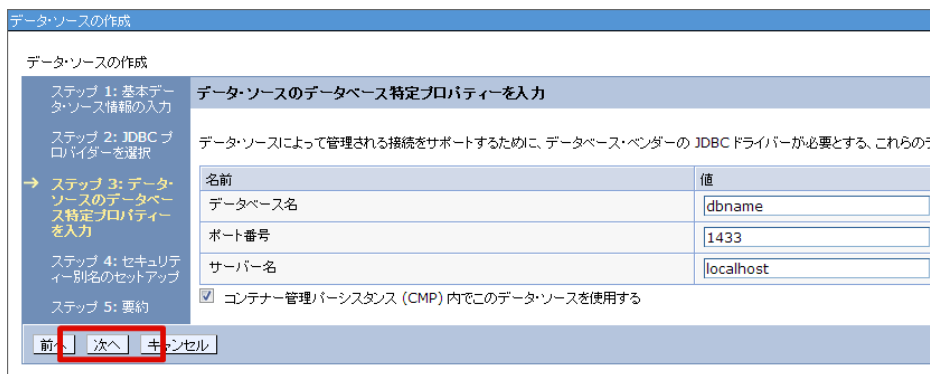 データ・ソースの作成
データ・ソースの作成
ステップ 1: 基本デー
タ・ソース情報の入力
ステップ 2: JDBC プ
ロバイダーを選択
→ ステップ 3: データ・
ソースのデータベー
ス特定プロパティー
を入力
ステップ 4: セキュリテ
ィー別名のセットアップ
ステップ 5: 要約
データ・ソースのデータベース特定プロパティーを入力
データ・ソースによって管理される接続をサポートするために、データベース・ベンダーの JDBC ドライバーが必要とする、これらの
名前 値
データベース名 dbname
ポート番号 1433
サーバー名 localhost
コンテナー管理パーシスタンス (CMP) 内でこのデータ・ソースを使用する
前へ 次へ キャンセル